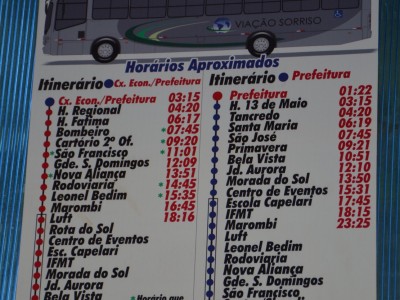 VIAÇÃO SORRISO
Horários Aproximados
Itinerário Cx. Econ./Prefeitura
Cx. Econ./Prefeitura 03:15
H. Regional 04:20
H. Fatima 06:17
Bombeiro 07:45
Cartório 2º Of. 09:20
São Francisco 11:01
Gde. S. Domingos 12:09
Nova Aliança 13:51
Rodoviaria 14:45
Leonel Bedim 15:35
Marombi 16:45
Luft 18:16
Rota do Sol
Centro de Eventos
Esc. Capelari
IFMT
Morada do Sol
Jd. Aurora
Bela Vista
Horário que
Itinerário Prefeitura
Prefeitura 01:22
H. 13 de Maio 03:15
Tancredo 04:20
Santa Maria 06:19
São José 07:45
Primavera 09:21
Bela Vista 10:51
Jd. Aurora 12:10
Morada do Sol 13:50
Centro de Eventos 15:31
Escola Capelari 17:45
IFMT 18:15
Marombi 23:25
Luft
Leonel Bedim
Rodoviaria
Nova Aliança
Gde. S. Domingos
São Francisco